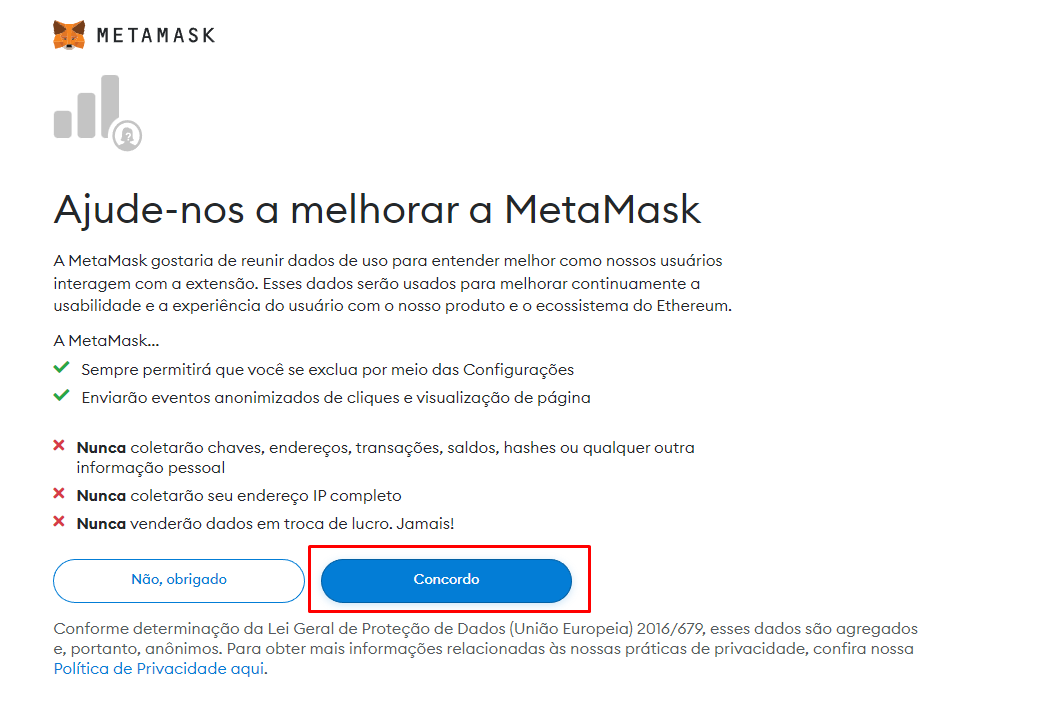 METAMASK
Ajude-nos a melhorar a MetaMask
A MetaMask gostaria de reunir dados de uso para entender melhor como nossos usuários
interagem com a extensão. Esses dados serão usados para melhorar continuamente a
usabilidade e a experiência do usuário com o nosso produto e o ecossistema do Ethereum.
A MetaMask...
Sempre permitirá que você se exclua por meio das Configurações
Enviarão eventos anonimizados de cliques e visualização de página
Nunca coletarão chaves, endereços, transações, saldos, hashes ou qualquer outra
informação pessoal
Nunca coletarão seu endereço IP completo
Nunca venderão dados em troca de lucro. Jamais!
Não, obrigado
Concordo
Conforme determinação da Lei Geral de Proteção de Dados (União Europeia) 2016/679, esses dados são agregados
e, portanto, anônimos. Para obter mais informações relacionadas às nossas práticas de privacidade, confira nossa
Política de Privacidade aqui.